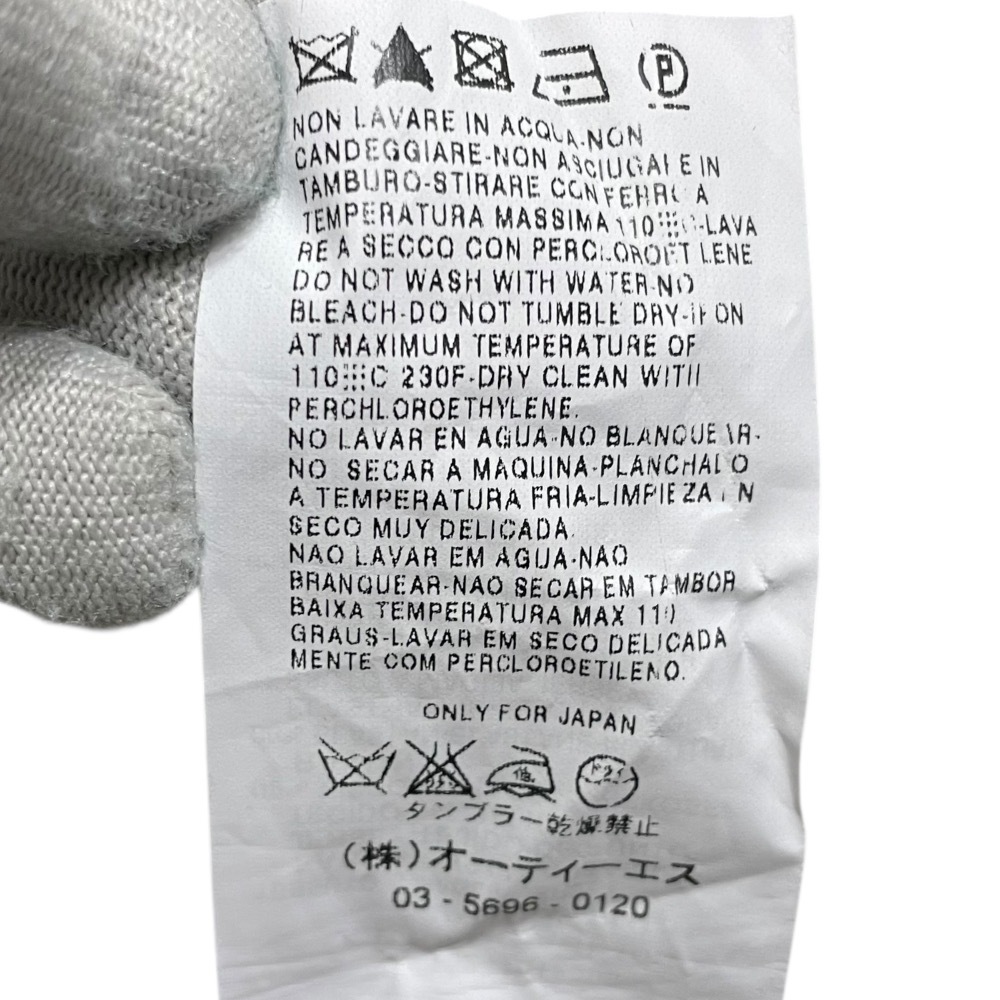 P
NON LAVARE IN ACQUA-NON
CANDEGGIARE-NON ASCIUGARE IN
TAMBURO-STIRARE CON FERRO A
TEMPERATURA MASSIMA 110 C-LAVA
RE A SECCO CON PERCLOROETILENE
DO NOT WASH WITH WATER-NO
BLEACH-DO NOT TUMBLE DRY-IRON
AT MAXIMUM TEMPERATURE OF
110 C 230F-DRY CLEAN WITH
PERCHLOROETHYLENE.
NO LAVAR EN AGUA-NO BLANQUEAR-
NO SECAR A MAQUINA-PLANCHADO
A TEMPERATURA FRIA-LIMPIEZA EN
SECO MUY DELICADA.
NAO LAVAR EM AGUA-NAO
BRANQUEAR-NAO SECAR EM TAMBOR
BAIXA TEMPERATURA MAX 110
GRAUS-LAVAR EM SECO DELICADA
MENTE COM PERCLOROETILENO.
ONLY FOR JAPAN
低 ドライ
タンブラー乾燥禁止
(株)オーティーエス
03-5696-0120